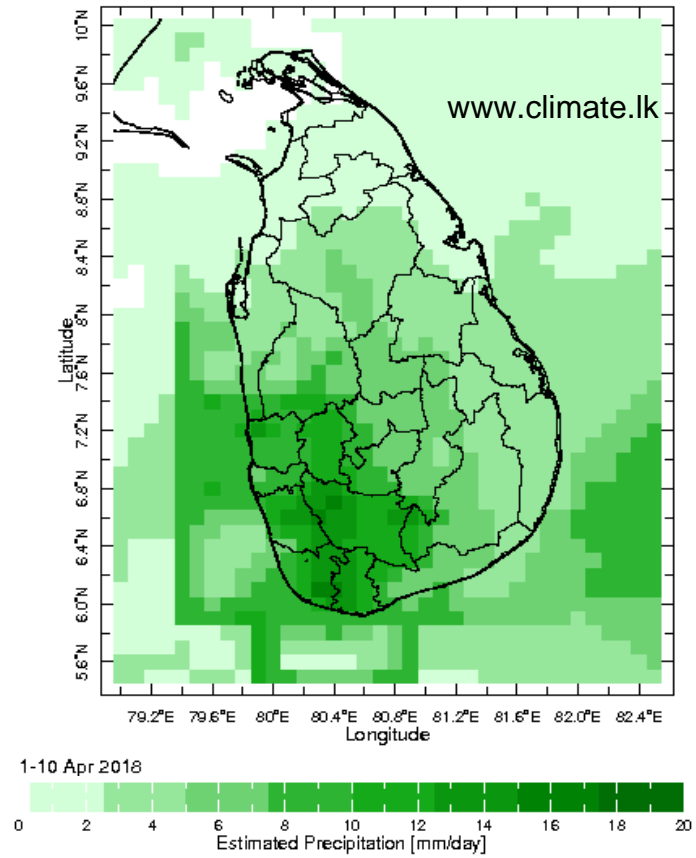 www.climate.lk
10°N
9.6°N
9.2°N
8.8°N
8.4°N
8°N
7.6°N
7.2°N
6.8°N
6.4°N
6.0°N
5.6°N
Latitude
79.2°E 79.6°E 80°E 80.4°E 80.8°E 81.2°E 81.6°E 82.0°E 82.4°E
Longitude
1-10 Apr 2018
0 2 4 6 8 10 12 14 16 18 20
Estimated Precipitation [mm/day]